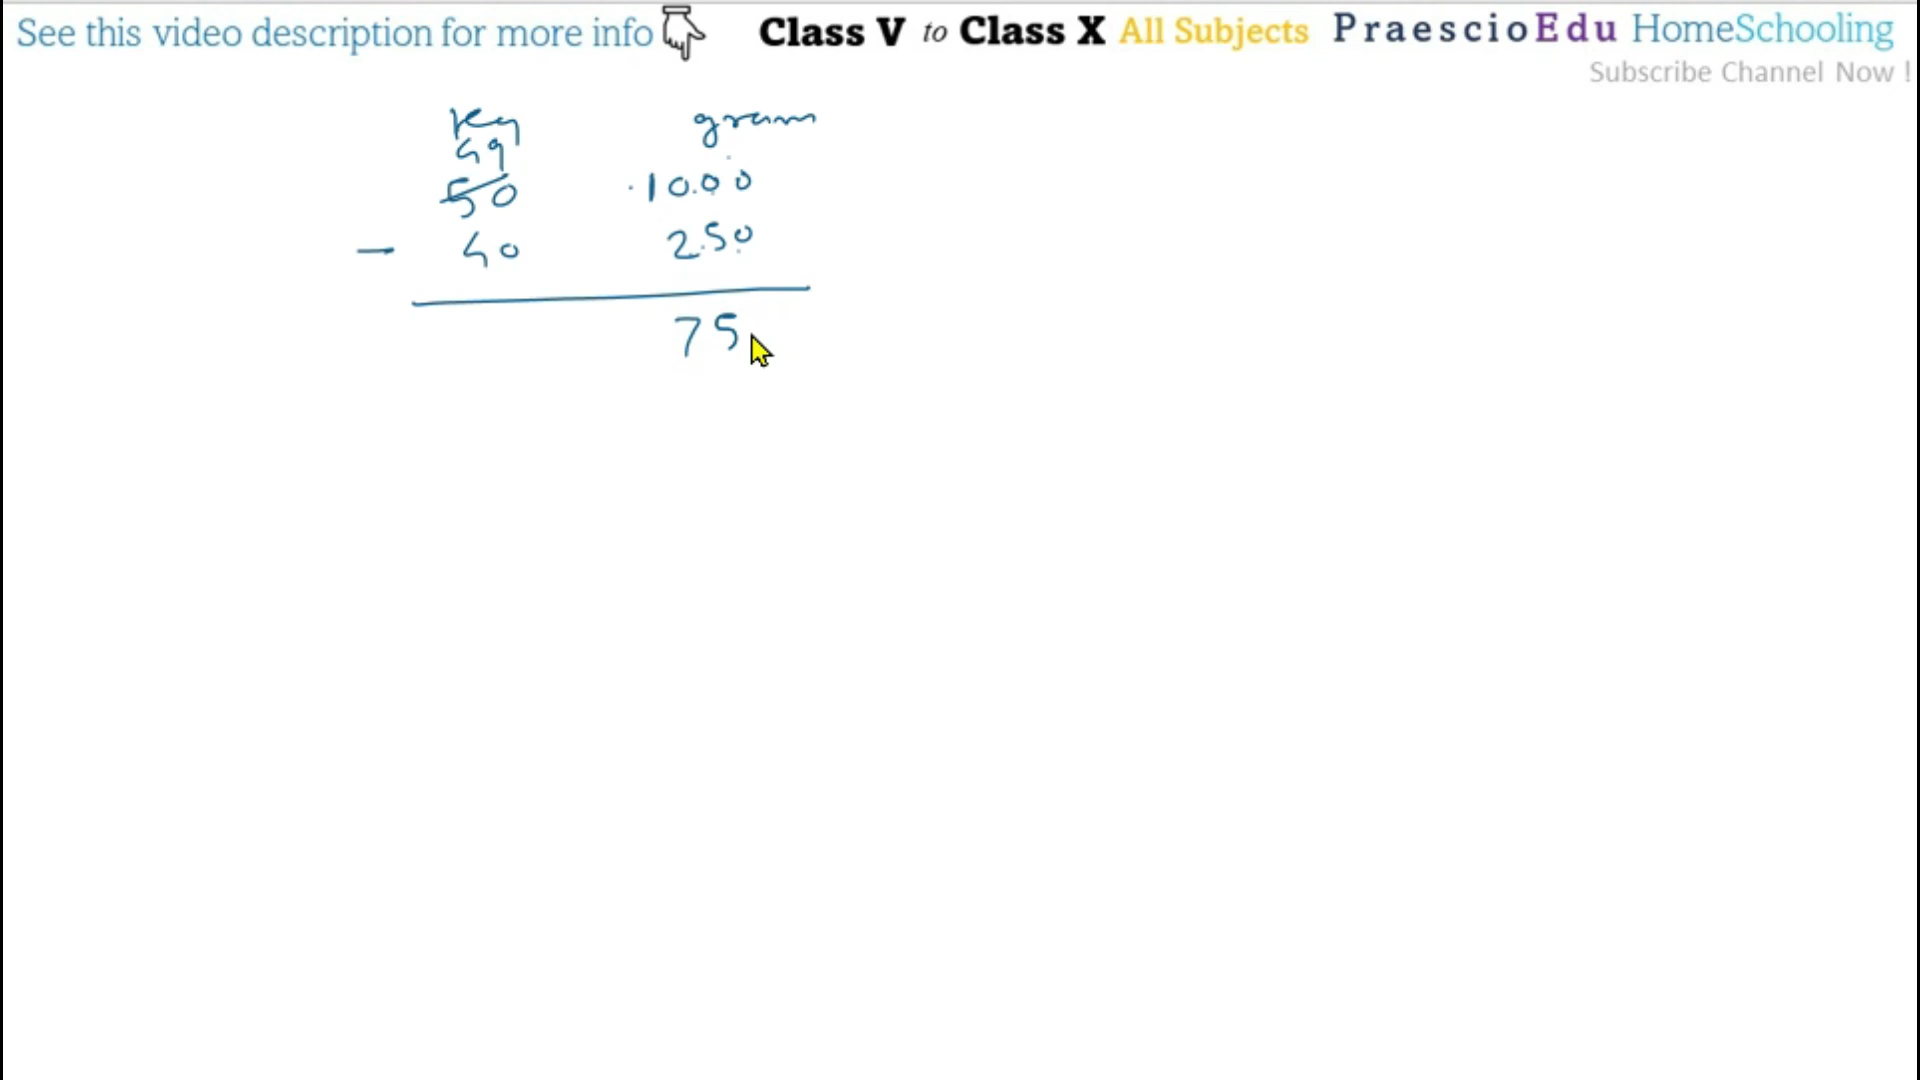 See this video description for more info Class V to Class X All Subjects PraescioEdu HomeSchooling
Subscribe Channel Now !
Kg gram
49
50 1000
- 40 250
75